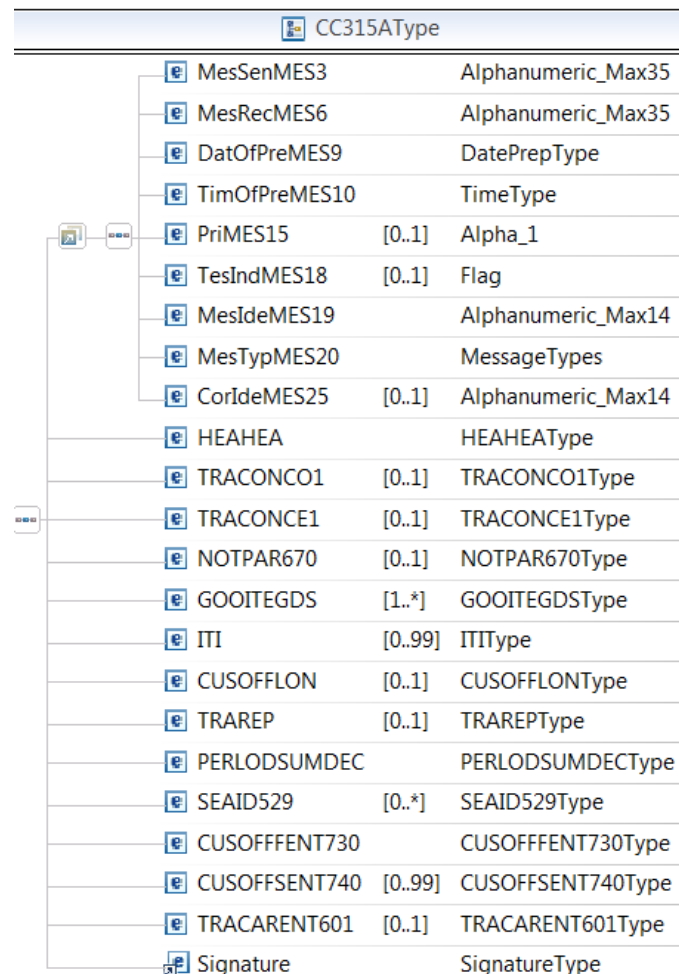 CC315AType
MesSenMES3 Alphanumeric_Max35
MesRecMES6 Alphanumeric_Max35
DatOfPreMES9 DatePrepType
TimOfPreMES10 TimeType
PriMES15 [0..1] Alpha_1
TesIndMES18 [0..1] Flag
MesIdeMES19 Alphanumeric_Max14
MesTypMES20 MessageTypes
CorIdeMES25 [0..1] Alphanumeric_Max14
HEAHEA HEAHEAType
TRACONCO1 [0..1] TRACONCO1Type
TRACONCE1 [0..1] TRACONCE1Type
NOTPAR670 [0..1] NOTPAR670Type
GOOITEGDS [1..*] GOOITEGDSType
ITI [0..99] ITIType
CUSOFFLON [0..1] CUSOFFLONType
TRAREP [0..1] TRAREPType
PERLODSUMDEC PERLODSUMDECType
SEAID529 [0..*] SEAID529Type
CUSOFFFENT730 CUSOFFFENT730Type
CUSOFFSENT740 [0..99] CUSOFFSENT740Type
TRACARENT601 [0..1] TRACARENT601Type
Signature SignatureType